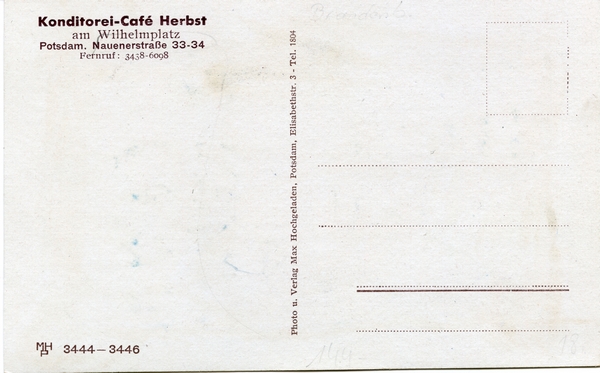 Konditorei-Café Herbst
am Wilhelmplatz
Potsdam. Nauenerstraße 33-34
Fernruf: 3458-6098
Photo u. Verlag Max Hochgeladen, Potsdam, Elisabethstr. 3 - Tel. 1804
MHP 3444—3446